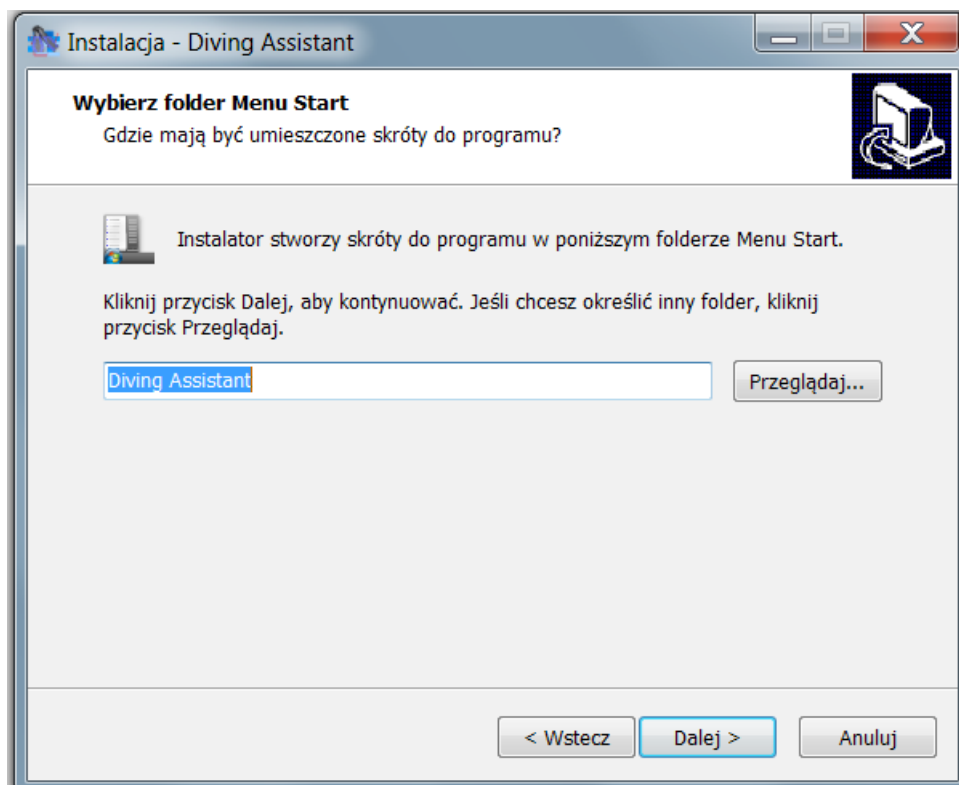 Instalacja - Diving Assistant
Wybierz folder Menu Start
Gdzie mają być umieszczone skróty do programu?
Instalator stworzy skróty do programu w poniższym folderze Menu Start.
Kliknij przycisk Dalej, aby kontynuować. Jeśli chcesz określić inny folder, kliknij
przycisk Przeglądaj.
Diving Assistant
Przeglądaj...
< Wstecz
Dalej >
Anuluj